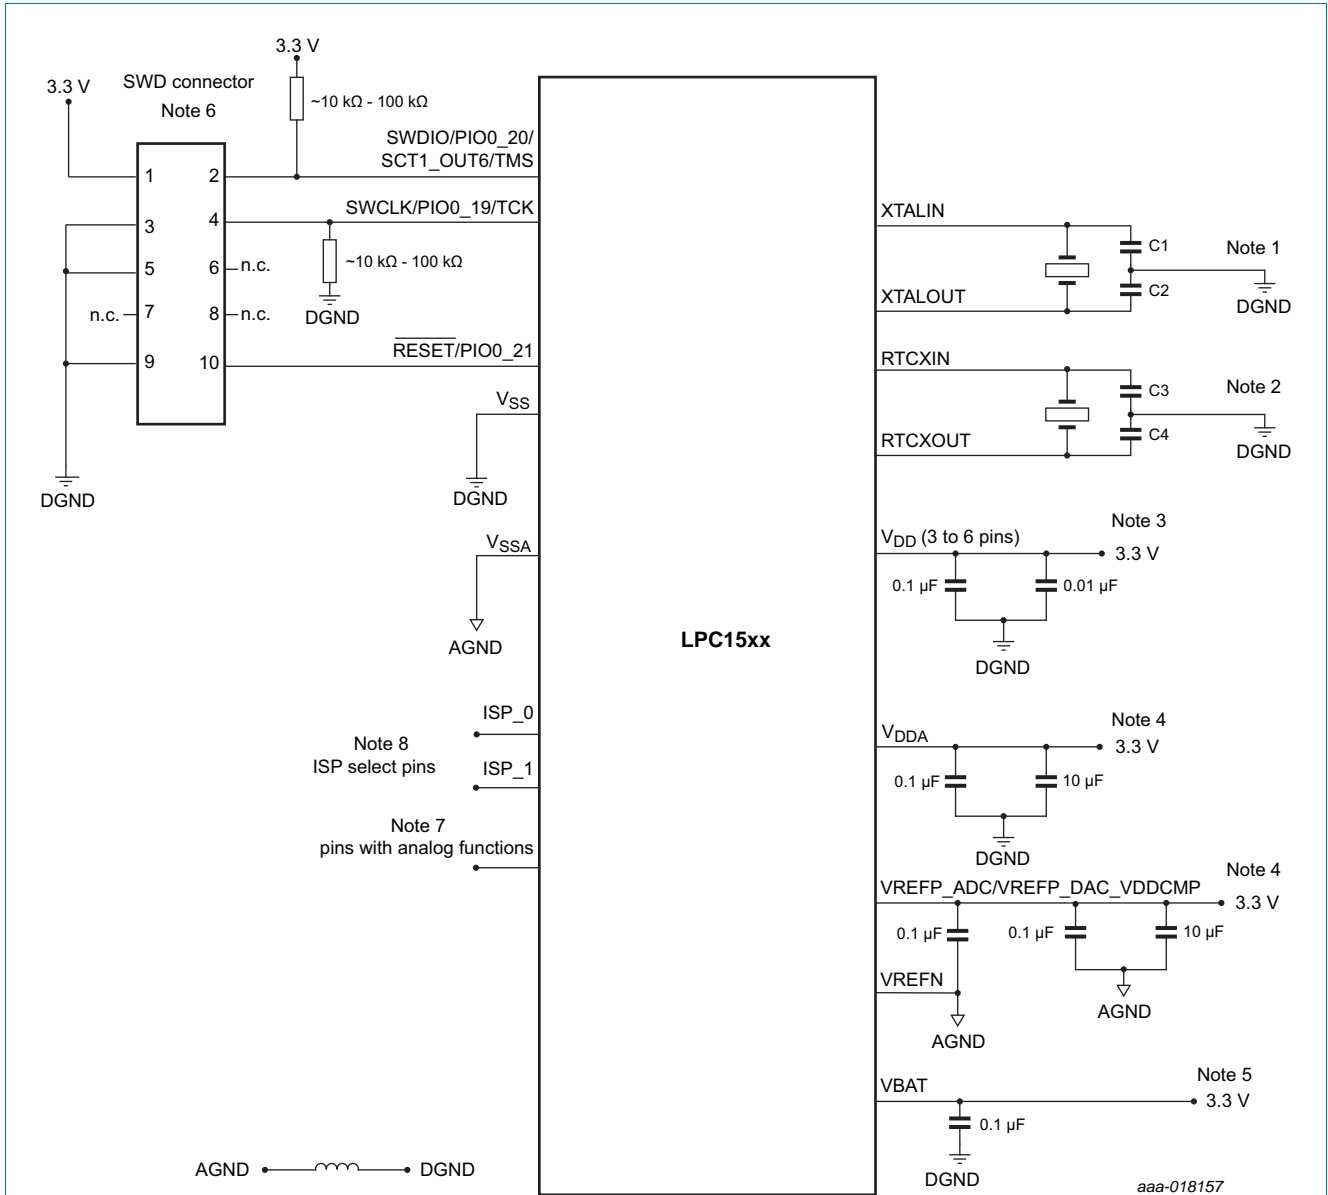 3.3 V
3.3 V
SWD connector
Note 6
~10 kΩ - 100 kΩ
SWDIO/PIO0_20/
SCT1_OUT6/TMS
1
2
SWCLK/PIO0_19/TCK
3
4
~10 kΩ - 100 kΩ
5
6
n.c.
n.c.
7
8
n.c.
DGND
9
10
RESET/PIO0_21
DGND
VSS
DGND
VSSA
AGND
ISP_0
Note 8
ISP select pins
ISP_1
Note 7
pins with analog functions
AGND
DGND
LPC15xx
XTALIN
C1
Note 1
C2
XTALOUT
DGND
RTCXIN
C3
Note 2
C4
RTCXOUT
DGND
Note 3
VDD (3 to 6 pins)
3.3 V
0.1 µF
0.01 µF
DGND
Note 4
VDDA
3.3 V
0.1 µF
10 µF
DGND
Note 4
VREFP_ADC/VREFP_DAC_VDDCMP
3.3 V
0.1 µF
0.1 µF
10 µF
VREFN
AGND
AGND
Note 5
VBAT
3.3 V
0.1 µF
DGND
aaa-018157